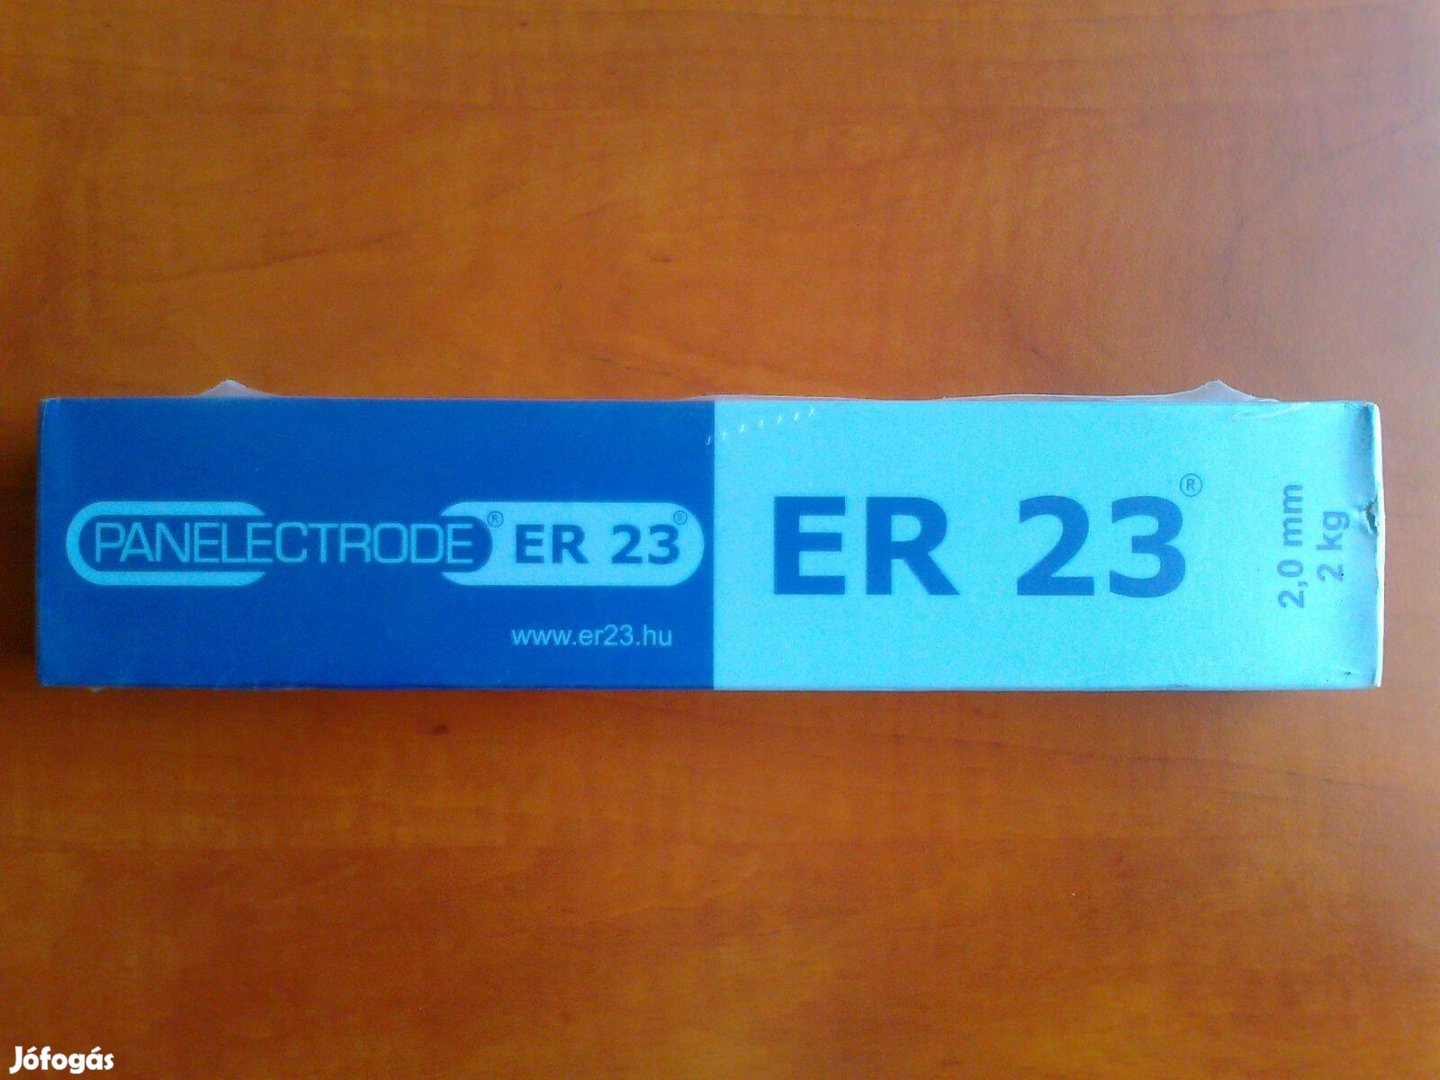 PANELECTRODE® ER 23®
www.er23.hu
ER 23®
2,0 mm
2 kg
Jófogás